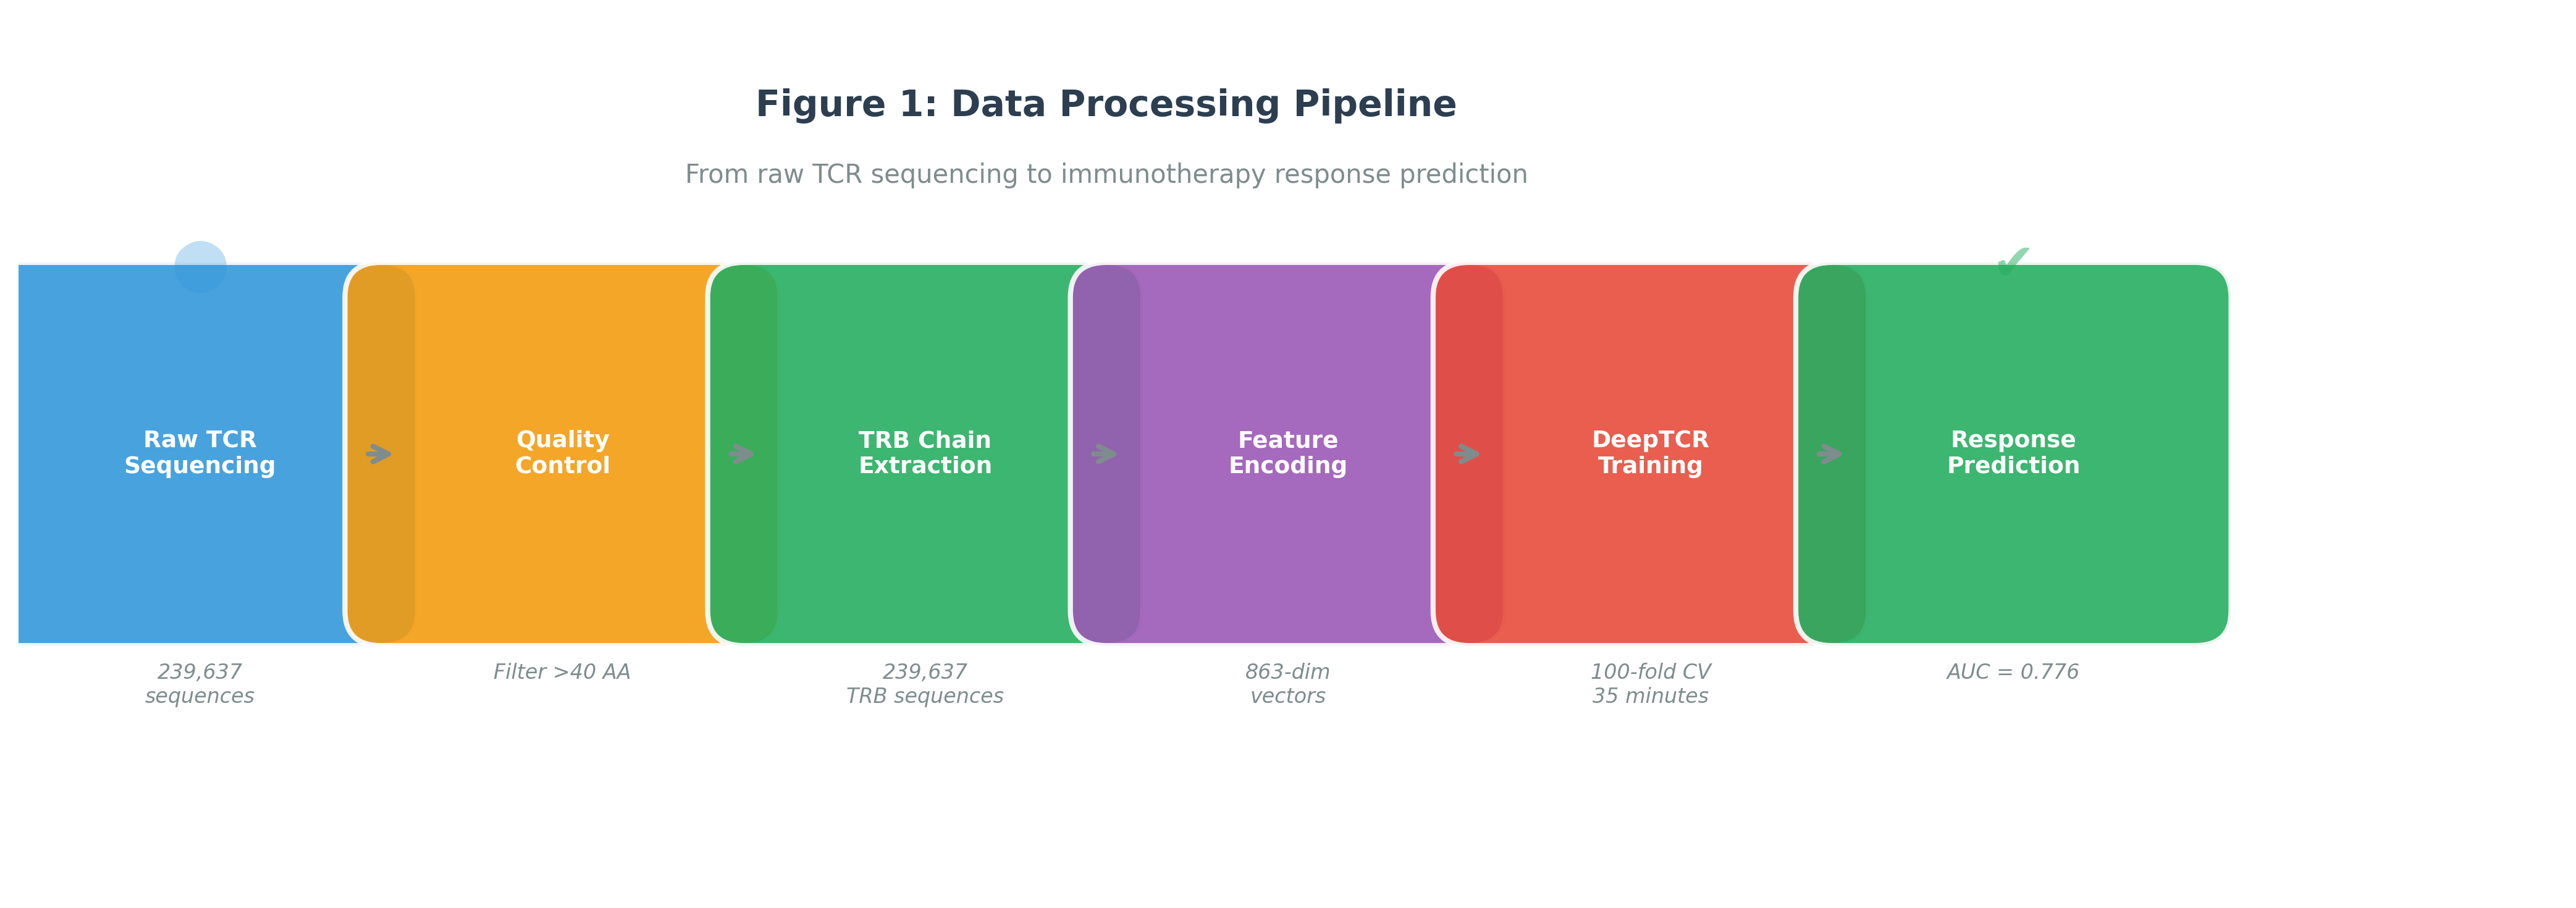 Figure 1: Data Processing Pipeline
From raw TCR sequencing to immunotherapy response prediction
✔
Raw TCR
Sequencing
Quality
Control
TRB Chain
Extraction
Feature
Encoding
DeepTCR
Training
Response
Prediction
239,637
sequences
Filter >40 AA
239,637
TRB sequences
863-dim
vectors
100-fold CV
35 minutes
AUC = 0.776